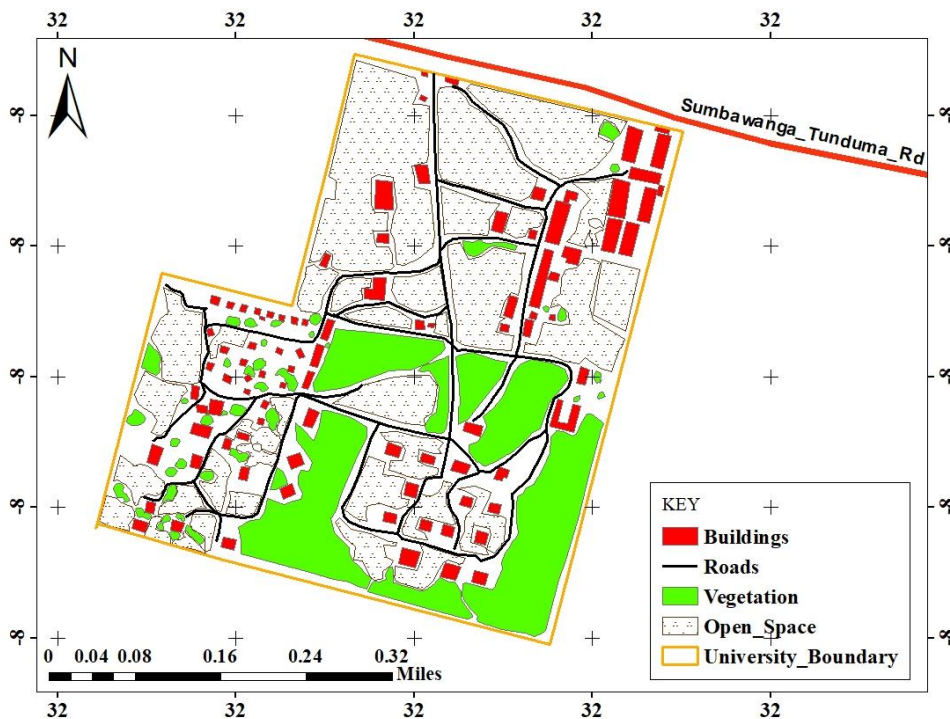 32 32 32 32 32
N
Sumbawanga_Tunduma_Rd
-8 -8
-8 -8
-8 -8
-8 -8
-8 -8
KEY
Buildings
Roads
Vegetation
Open_Space
University_Boundary
0 0.04 0.08 0.16 0.24 0.32
Miles
32 32 32 32 32